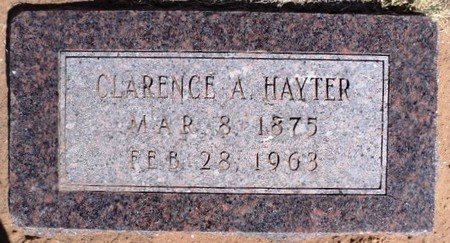 CLARENCE A. HAYTER
MAR. 8, 1875
FEB. 28, 1963